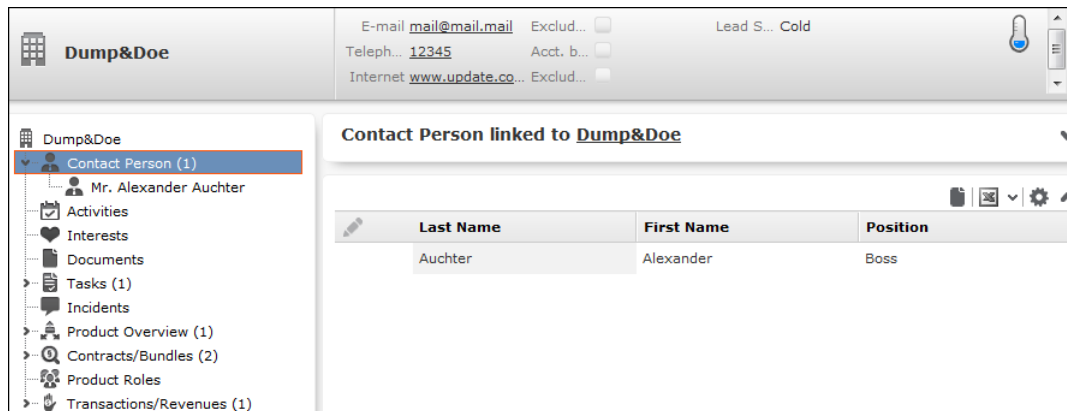 Dump&Doe
E-mail mail@mail.mail Exclud... Lead S... Cold
Teleph... 12345 Acct. b...
Internet www.update.co... Exclud...
Dump&Doe
Contact Person (1)
Mr. Alexander Auchter
Activities
Interests
Documents
Tasks (1)
Incidents
Product Overview (1)
Contracts/Bundles (2)
Product Roles
Transactions/Revenues (1)
Contact Person linked to Dump&Doe
Last Name First Name Position
Auchter Alexander Boss